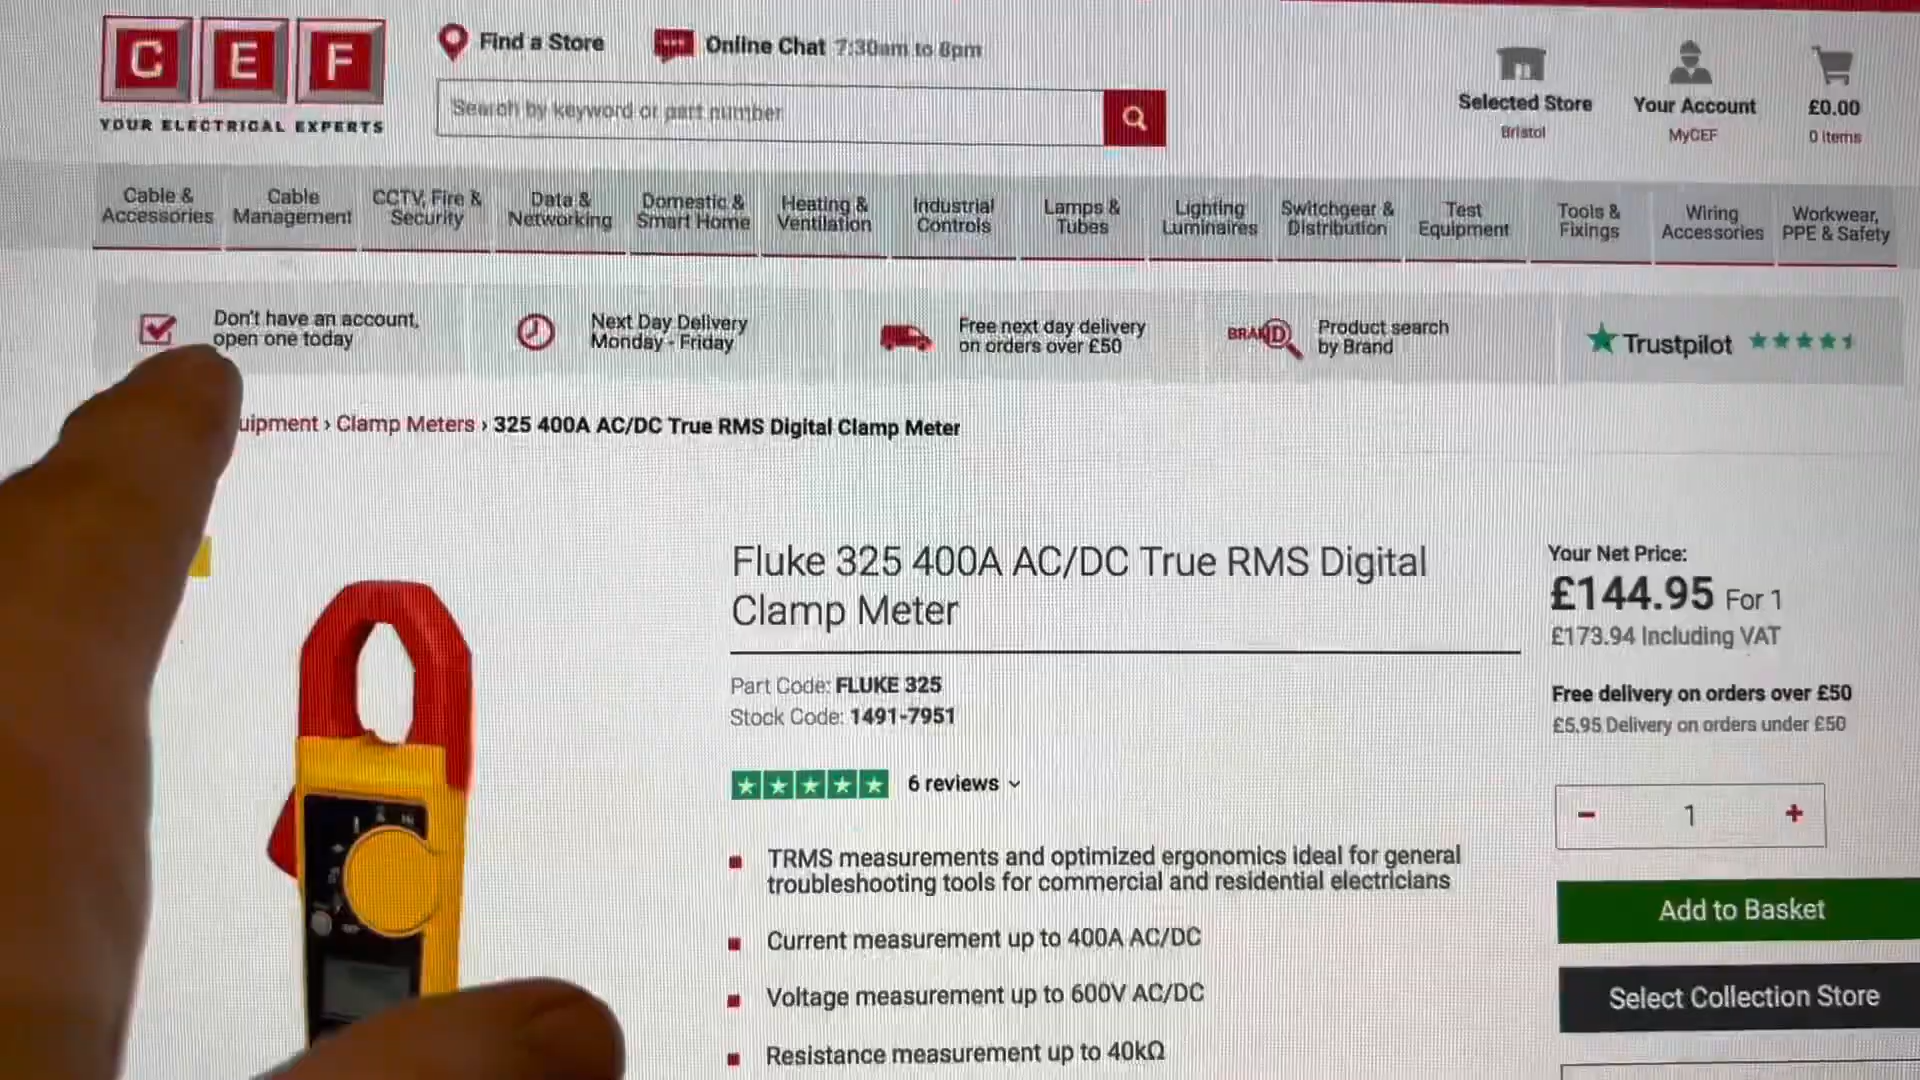 C E F
YOUR ELECTRICAL EXPERTS
Find a Store
Online Chat 7:30am to 8pm
Search by keyword or part number
Selected Store
Bristol
Your Account
MyCEF
£0.00
0 Items
Cable &
Accessories
Cable
Management
CCTV, Fire &
Security
Data &
Networking
Domestic &
Smart Home
Heating &
Ventilation
Industrial
Controls
Lamps &
Tubes
Lighting
Luminaires
Switchgear &
Distribution
Test
Equipment
Tools &
Fixings
Wiring
Accessories
Workwear,
PPE & Safety
Don't have an account,
open one today
Next Day Delivery
Monday - Friday
Free next day delivery
on orders over £50
BRAND
Product search
by Brand
Trustpilot
uipment › Clamp Meters › 325 400A AC/DC True RMS Digital Clamp Meter
Fluke 325 400A AC/DC True RMS Digital
Clamp Meter
Part Code: FLUKE 325
Stock Code: 1491-7951
6 reviews
TRMS measurements and optimized ergonomics ideal for general
troubleshooting tools for commercial and residential electricians
Current measurement up to 400A AC/DC
Voltage measurement up to 600V AC/DC
Resistance measurement up to 40kΩ
Your Net Price:
£144.95 For 1
£173.94 Including VAT
Free delivery on orders over £50
£5.95 Delivery on orders under £50
- 1 +
Add to Basket
Select Collection Store